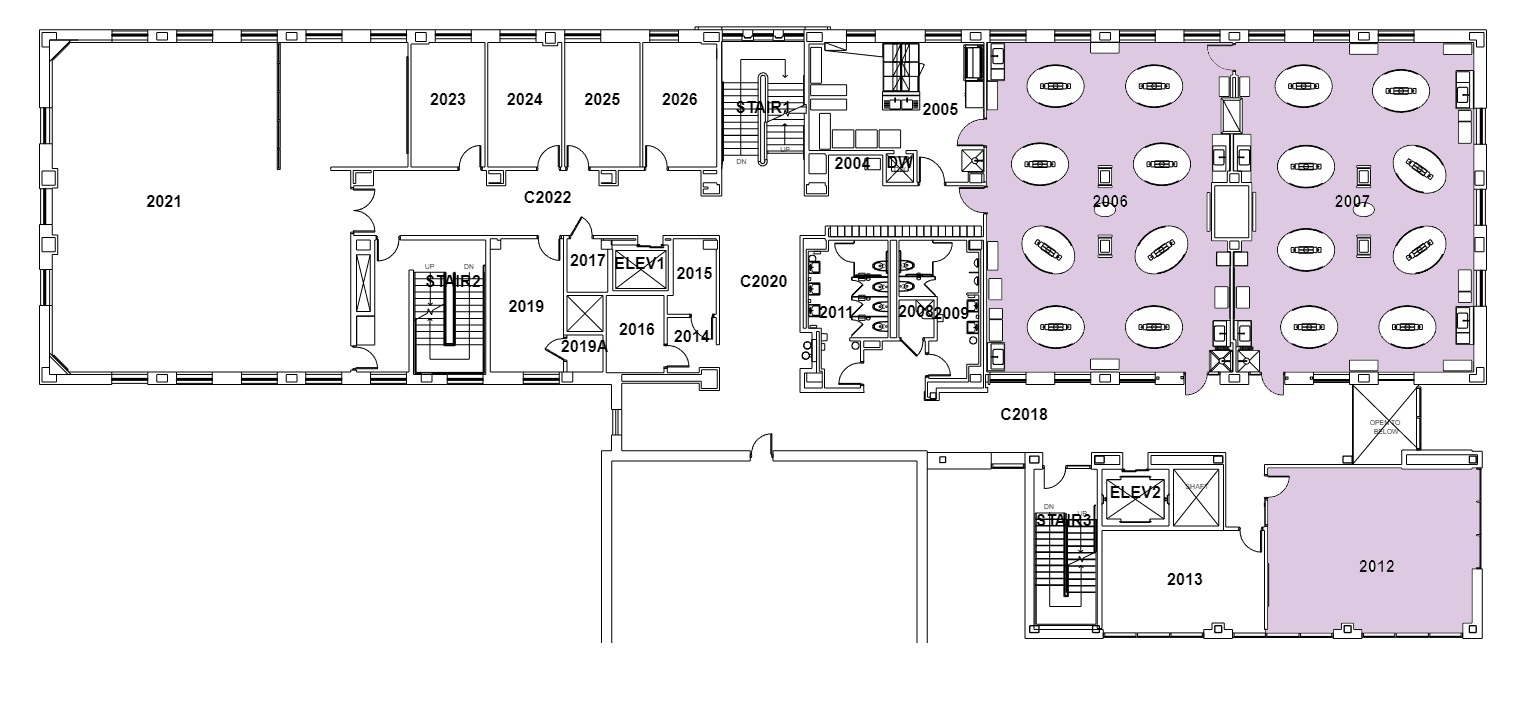 2023
2024
2025
2026
STAIR1
DN
UP
2005
2004
DW
2021
C2022
2006
2007
2017
ELEV1
2015
UP
DN
STAIR2
2019
C2020
2016
2014
2019A
2011
2008
2009
C2018
OPEN TO
BELOW
ELEV2
SHAFT
DN
UP
STAIR3
2013
2012